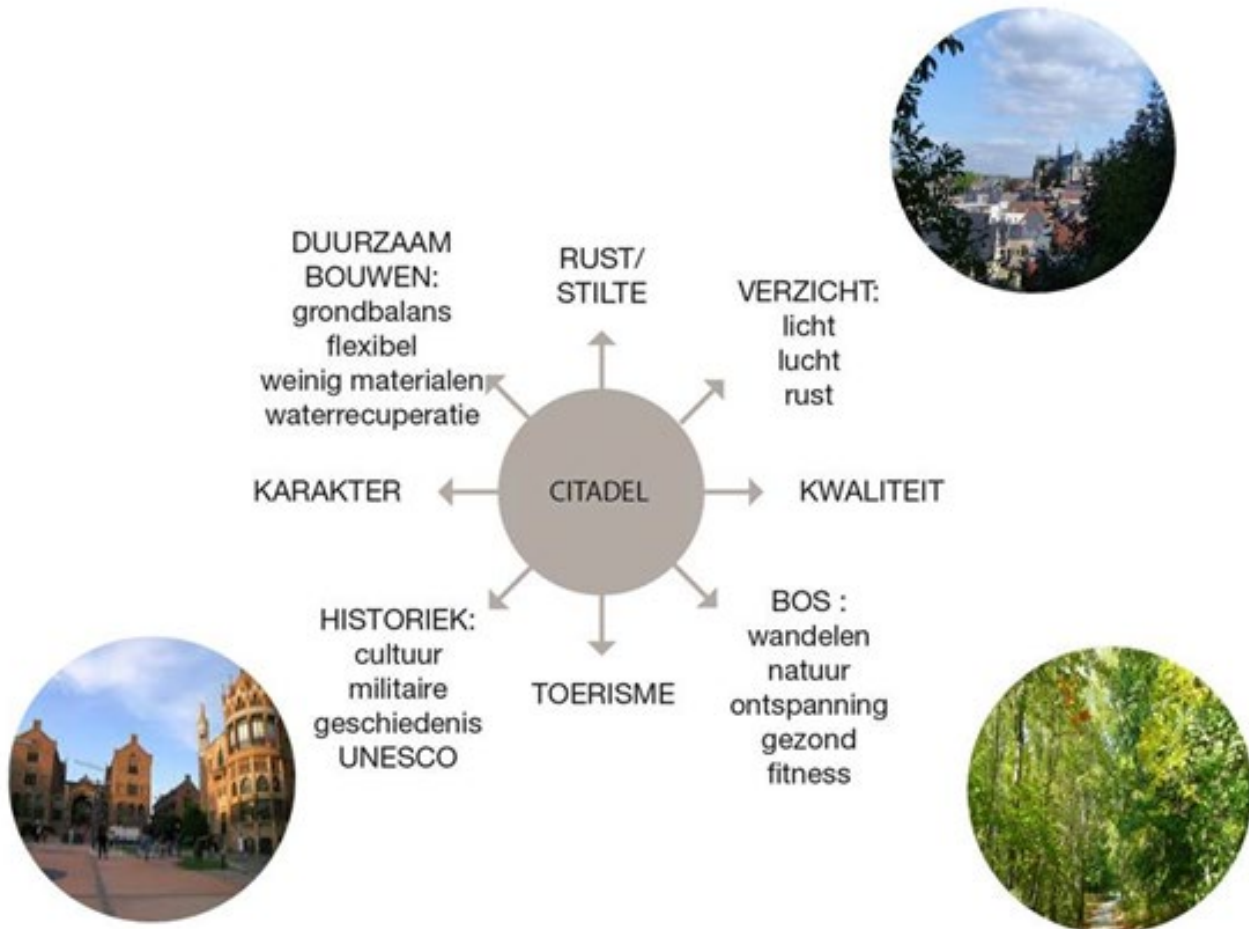 DUURZAAM
BOUWEN:
grondbalans
flexibel
weinig materialen
waterrecuperatie
RUST/
STILTE
VERZICHT:
licht
lucht
rust
KARAKTER
CITADEL
KWALITEIT
HISTORIEK:
cultuur
militaire
geschiedenis
UNESCO
TOERISME
BOS :
wandelen
natuur
ontspanning
gezond
fitness